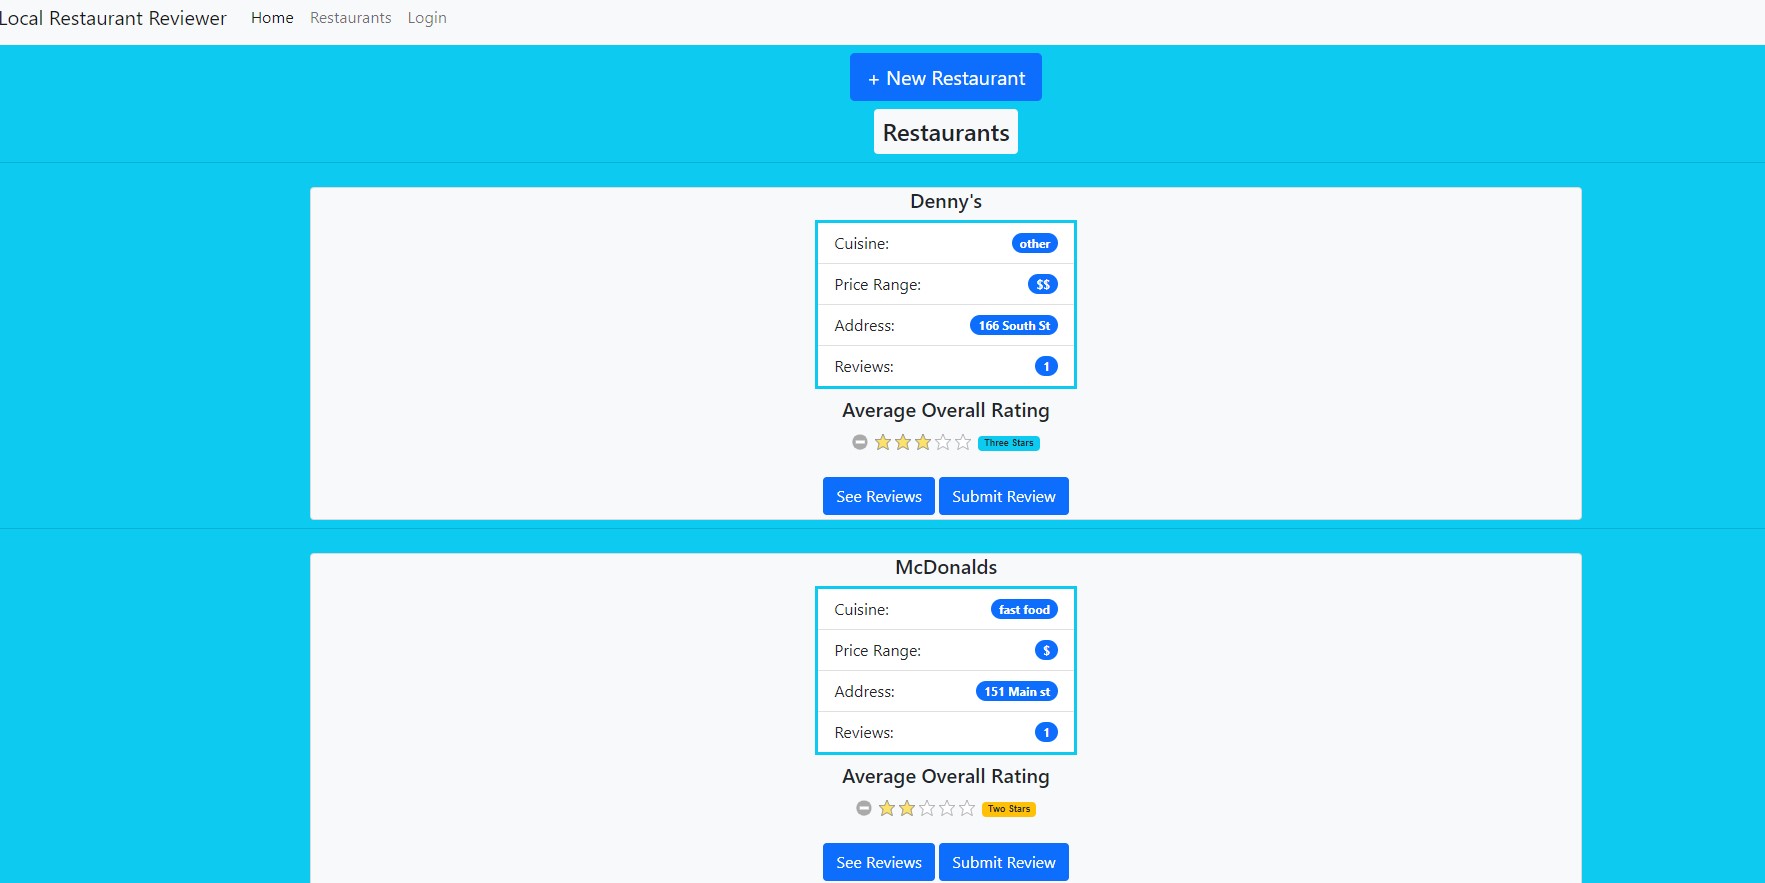 Local Restaurant Reviewer Home Restaurants Login
+ New Restaurant
Restaurants
Denny's
Cuisine: other
Price Range: $$
Address: 166 South St
Reviews: 1
Average Overall Rating
Three Stars
See Reviews Submit Review
McDonalds
Cuisine: fast food
Price Range: $
Address: 151 Main st
Reviews: 1
Average Overall Rating
Two Stars
See Reviews Submit Review